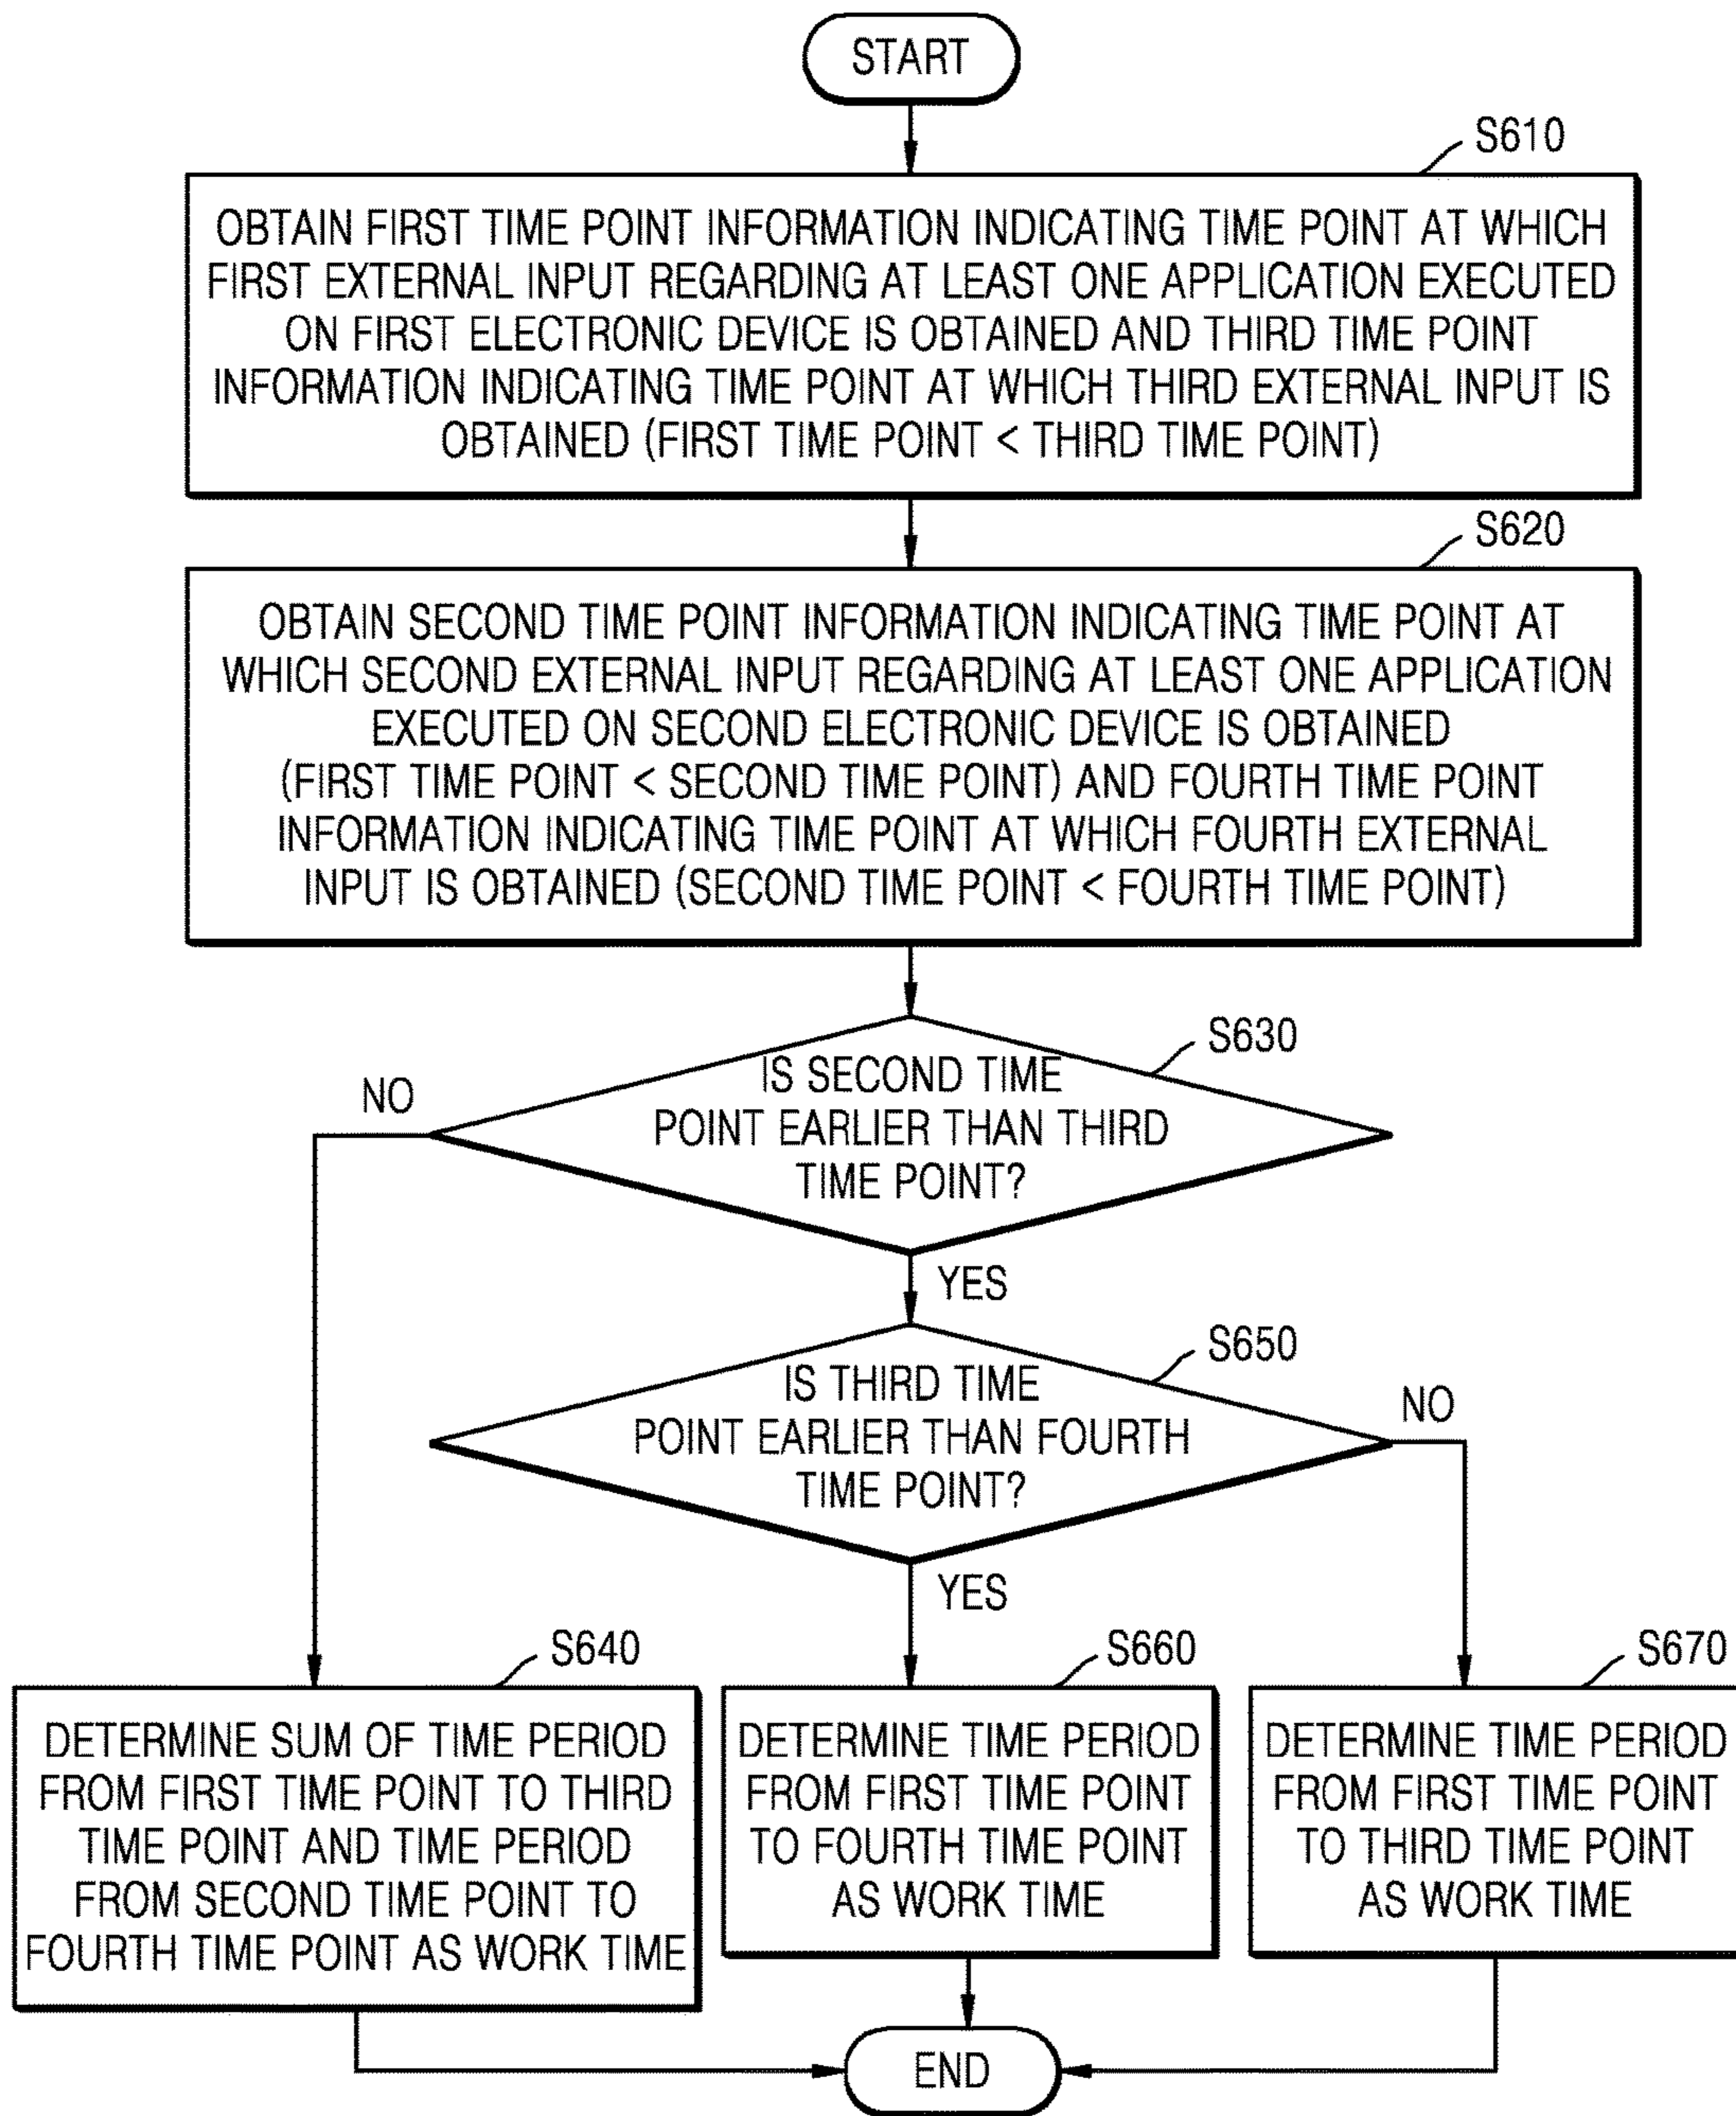 START
S610
OBTAIN FIRST TIME POINT INFORMATION INDICATING TIME POINT AT WHICH
FIRST EXTERNAL INPUT REGARDING AT LEAST ONE APPLICATION EXECUTED
ON FIRST ELECTRONIC DEVICE IS OBTAINED AND THIRD TIME POINT
INFORMATION INDICATING TIME POINT AT WHICH THIRD EXTERNAL INPUT IS
OBTAINED (FIRST TIME POINT < THIRD TIME POINT)
S620
OBTAIN SECOND TIME POINT INFORMATION INDICATING TIME POINT AT
WHICH SECOND EXTERNAL INPUT REGARDING AT LEAST ONE APPLICATION
EXECUTED ON SECOND ELECTRONIC DEVICE IS OBTAINED
(FIRST TIME POINT < SECOND TIME POINT) AND FOURTH TIME POINT
INFORMATION INDICATING TIME POINT AT WHICH FOURTH EXTERNAL
INPUT IS OBTAINED (SECOND TIME POINT < FOURTH TIME POINT)
S630
IS SECOND TIME
POINT EARLIER THAN THIRD
TIME POINT?
NO
YES
S650
IS THIRD TIME
POINT EARLIER THAN FOURTH
TIME POINT?
NO
YES
S640
DETERMINE SUM OF TIME PERIOD
FROM FIRST TIME POINT TO THIRD
TIME POINT AND TIME PERIOD
FROM SECOND TIME POINT TO
FOURTH TIME POINT AS WORK TIME
S660
DETERMINE TIME PERIOD
FROM FIRST TIME POINT
TO FOURTH TIME POINT
AS WORK TIME
S670
DETERMINE TIME PERIOD
FROM FIRST TIME POINT
TO THIRD TIME POINT
AS WORK TIME
END